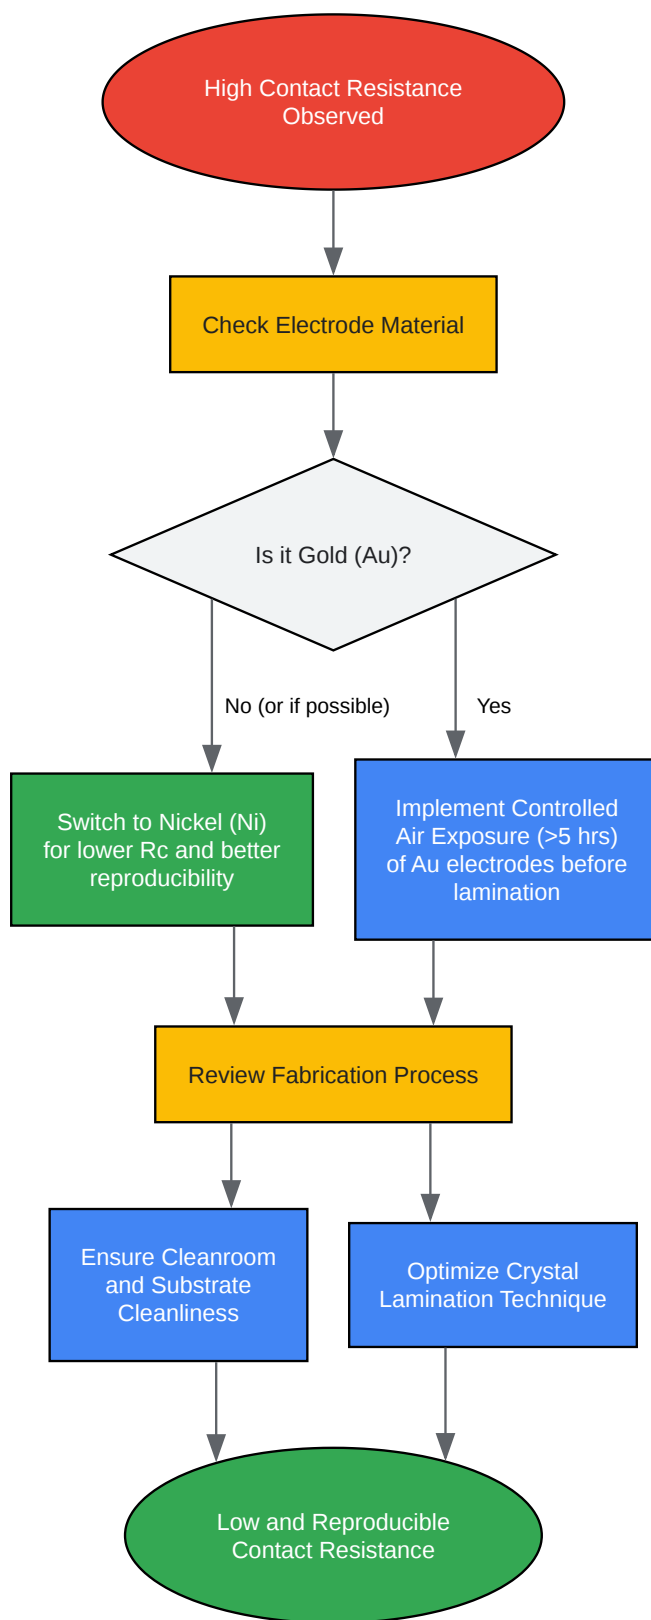 High Contact Resistance
Observed
Check Electrode Material
Is it Gold (Au)?
No (or if possible)
Yes
Switch to Nickel (Ni)
for lower Rc and better
reproducibility
Implement Controlled
Air Exposure (>5 hrs)
of Au electrodes before
lamination
Review Fabrication Process
Ensure Cleanroom
and Substrate
Cleanliness
Optimize Crystal
Lamination Technique
Low and Reproducible
Contact Resistance